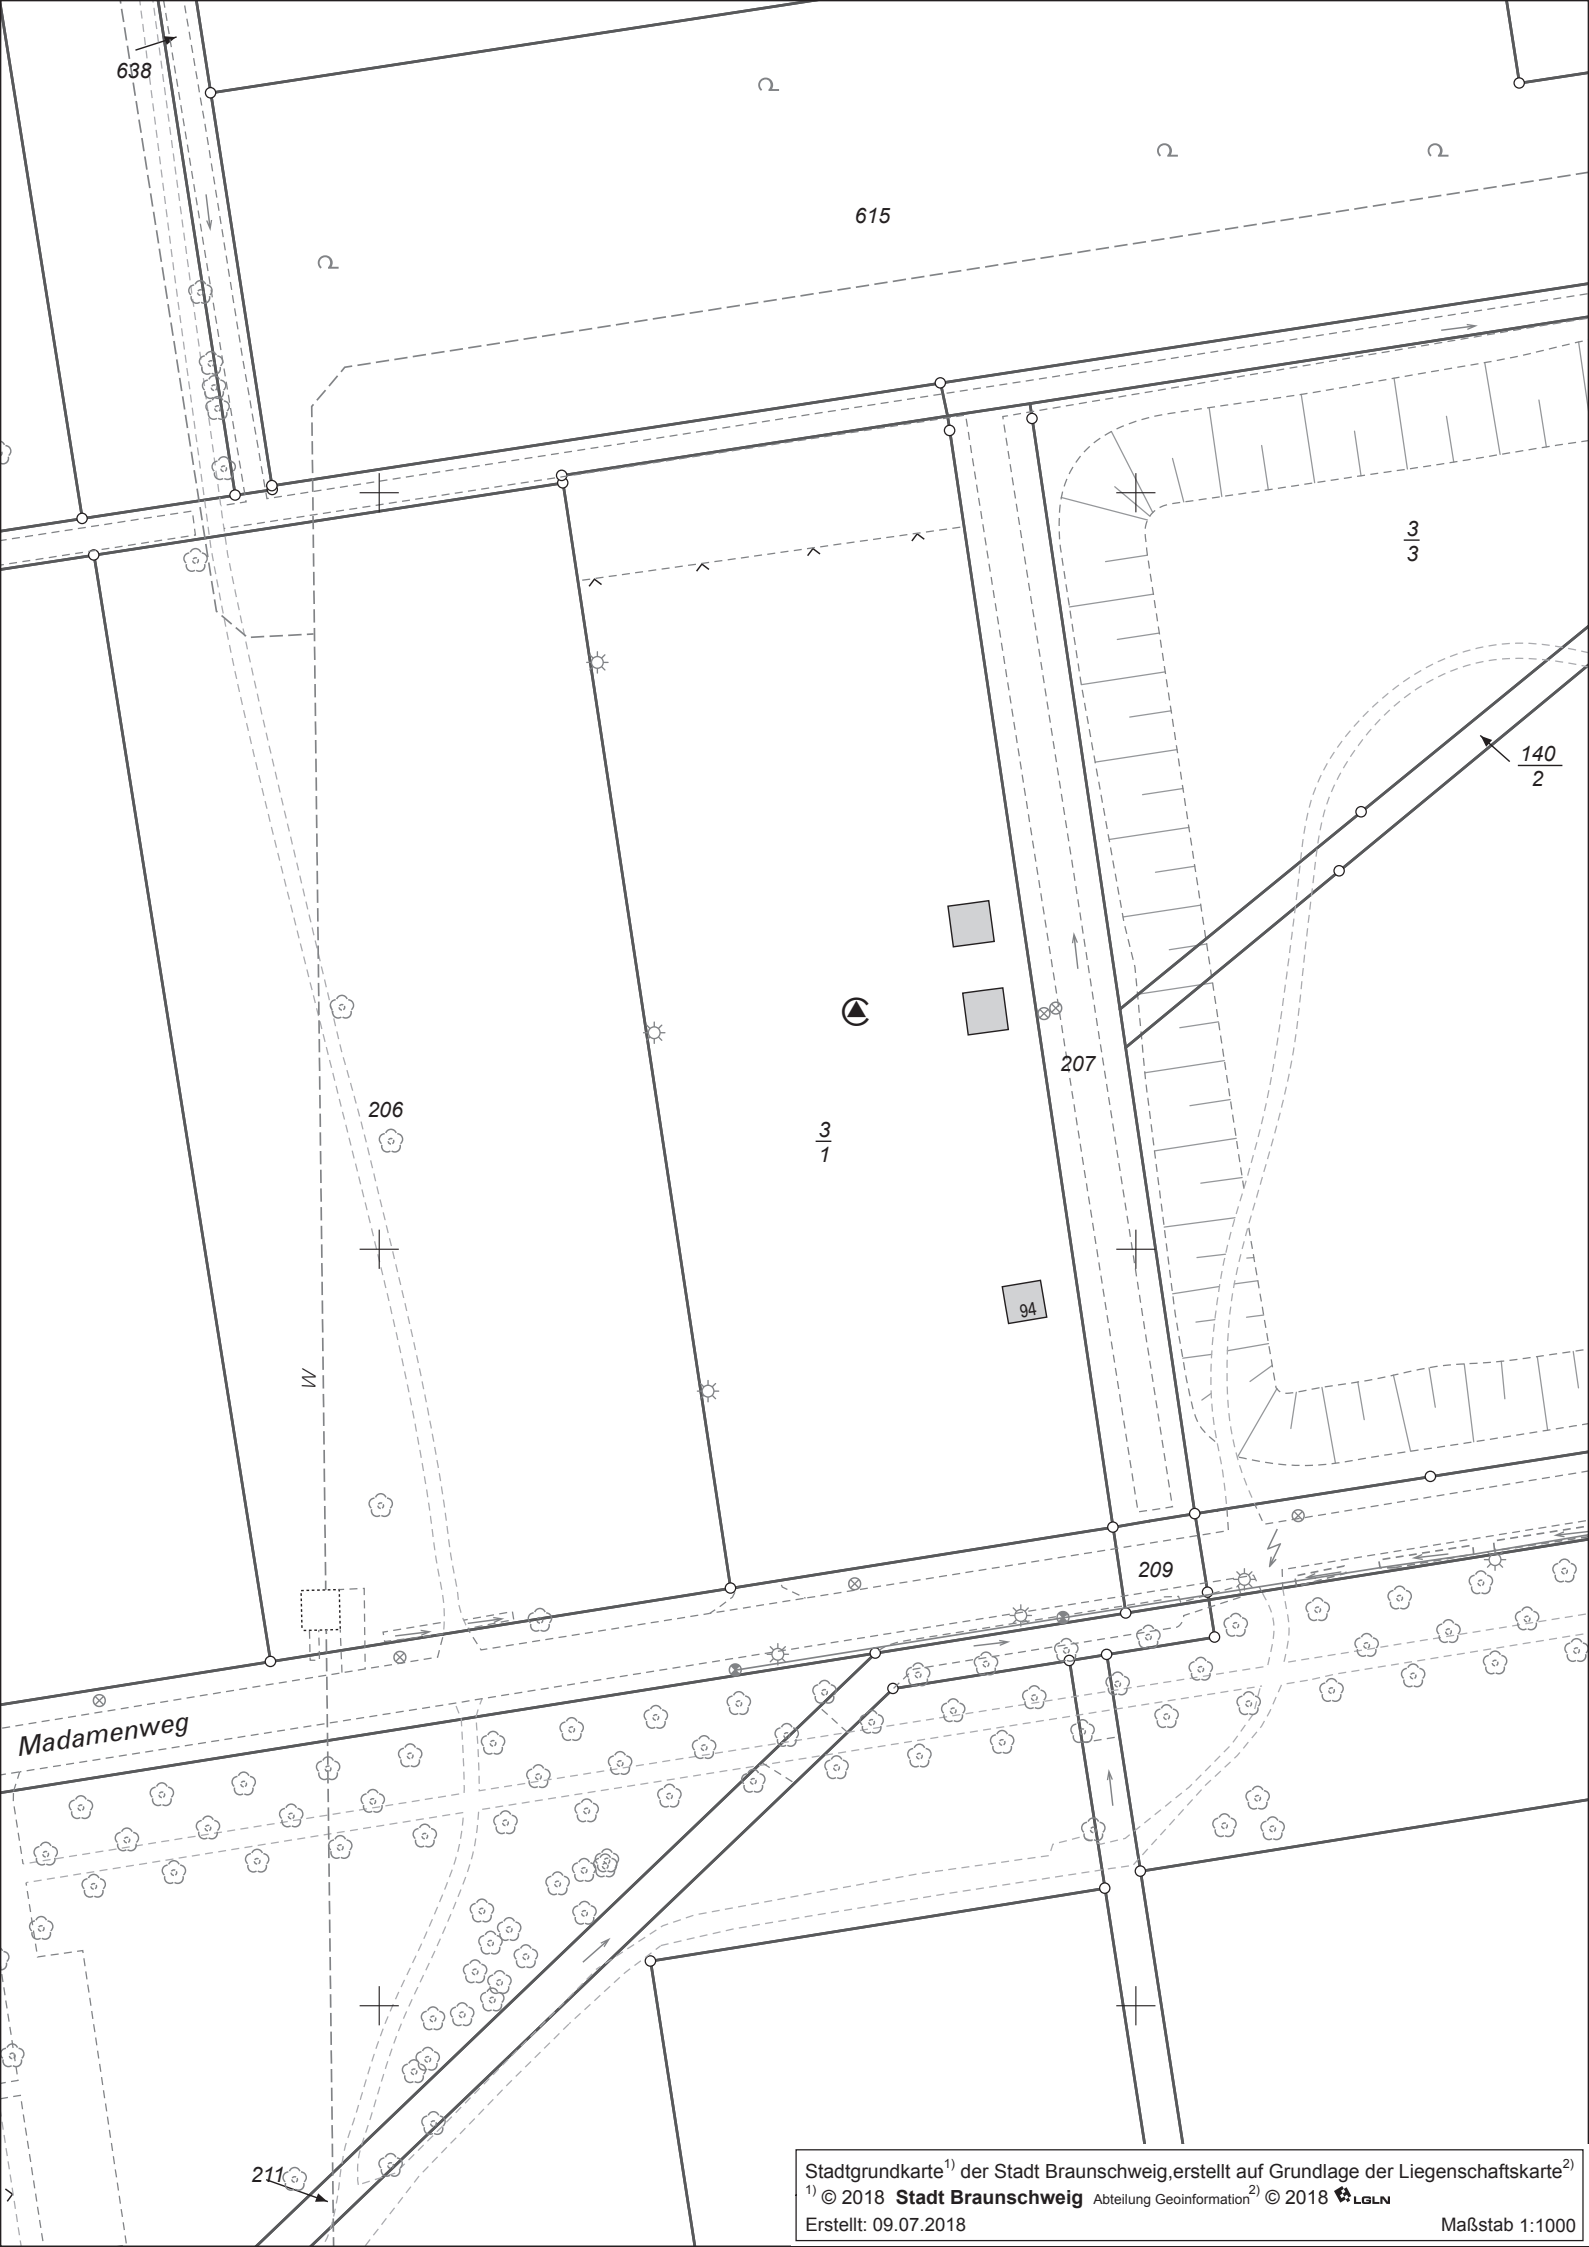 638
615
3
3
140
2
207
206
3
1
94
W
209
Madamenweg
211
Stadtgrundkarte1) der Stadt Braunschweig,erstellt auf Grundlage der Liegenschaftskarte2)
1) © 2018 Stadt Braunschweig Abteilung Geoinformation2) © 2018 LGLN
Erstellt: 09.07.2018 Maßstab 1:1000